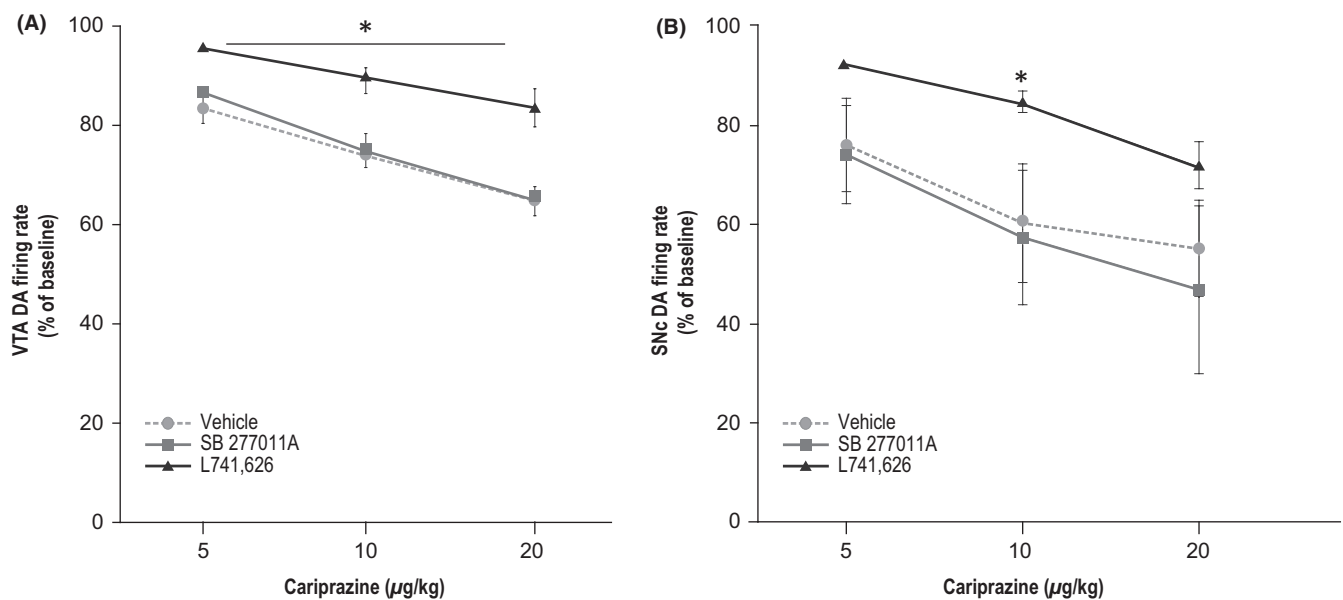 (A)
100
80
60
40
20
0
VTA DA firing rate
(% of baseline)
*
Vehicle
SB 277011A
L741,626
5 10 20
Cariprazine (µg/kg)
(B)
100
80
60
40
20
0
SNc DA firing rate
(% of baseline)
*
Vehicle
SB 277011A
L741,626
5 10 20
Cariprazine (µg/kg)